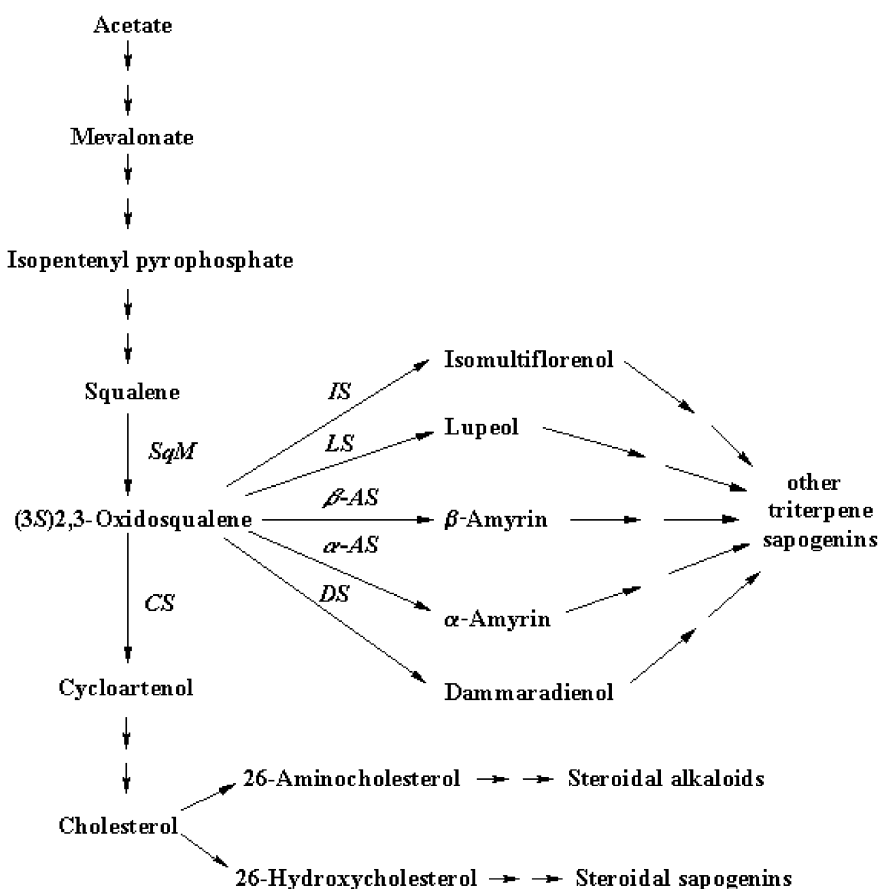 Acetate
Mevalonate
Isopentenyl pyrophosphate
Squalene
SqM
(3S)2,3-Oxidosqualene
CS
Cycloartenol
Cholesterol
IS
LS
β-AS
α-AS
DS
Isomultiflorenol
Lupeol
β-Amyrin
α-Amyrin
Dammaradienol
other
triterpene
sapogenins
26-Aminocholesterol
Steroidal alkaloids
26-Hydroxycholesterol
Steroidal sapogenins